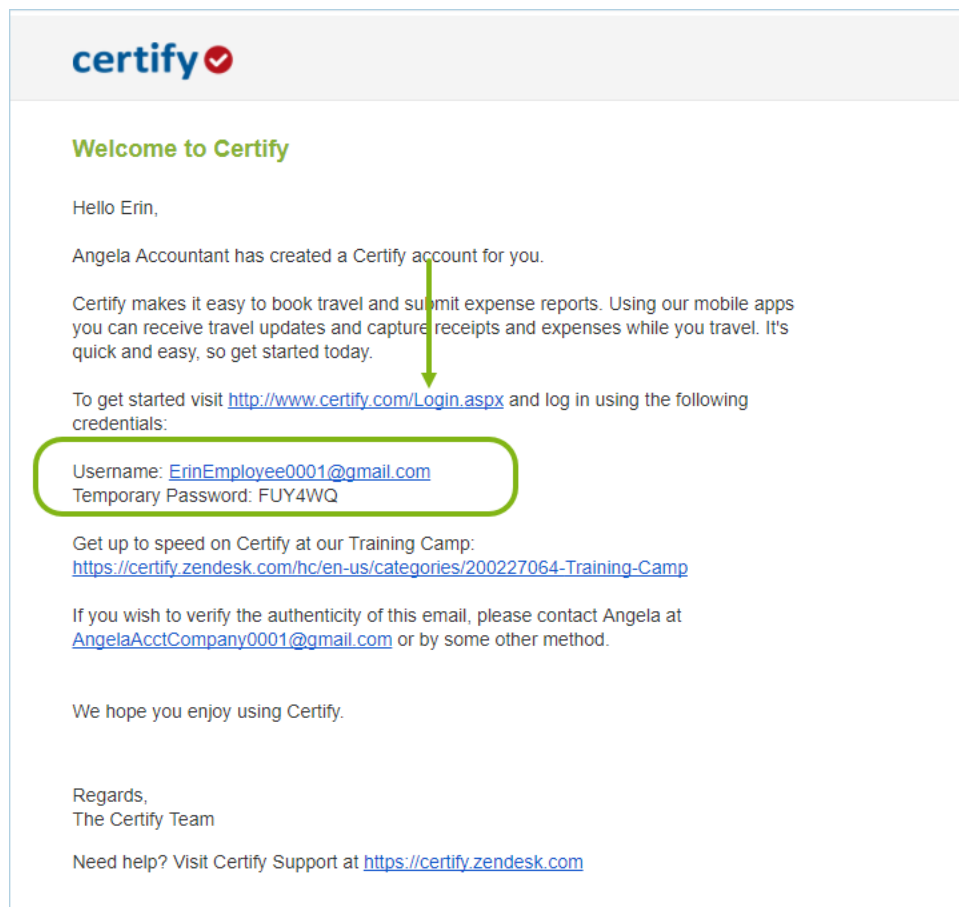 certify
Welcome to Certify
Hello Erin,
Angela Accountant has created a Certify account for you.
Certify makes it easy to book travel and submit expense reports. Using our mobile apps
you can receive travel updates and capture receipts and expenses while you travel. It's
quick and easy, so get started today.
To get started visit http://www.certify.com/Login.aspx and log in using the following
credentials:
Username: ErinEmployee0001@gmail.com
Temporary Password: FUY4WQ
Get up to speed on Certify at our Training Camp:
https://certify.zendesk.com/hc/en-us/categories/200227064-Training-Camp
If you wish to verify the authenticity of this email, please contact Angela at
AngelaAcctCompany0001@gmail.com or by some other method.
We hope you enjoy using Certify.
Regards,
The Certify Team
Need help? Visit Certify Support at https://certify.zendesk.com